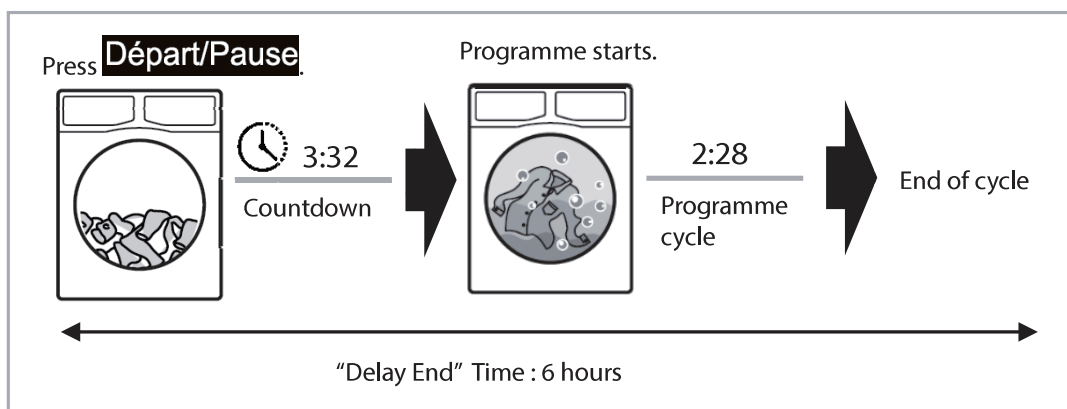 Press Départ/Pause.
Programme starts.
3:32
Countdown
2:28
Programme
cycle
End of cycle
“Delay End” Time : 6 hours